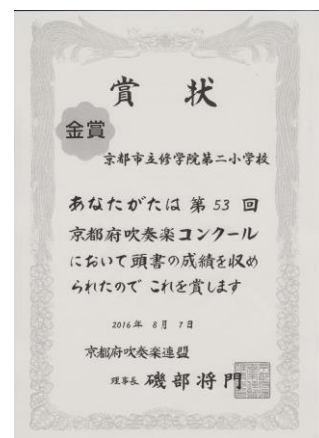 賞状
金賞
京都市立修学院第二小学校
あなたがたは第53回
京都府吹奏楽コンクール
において頭書の成績を収め
られたのでこれを賞します
2016年 8月 7日
京都府吹奏楽連盟
理事長 磯部将門